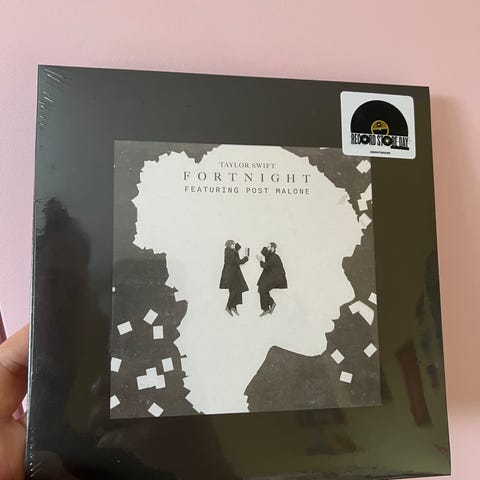 TAYLOR SWIFT
FORTNIGHT
FEATURING POST MALONE
RECORD STORE DAY